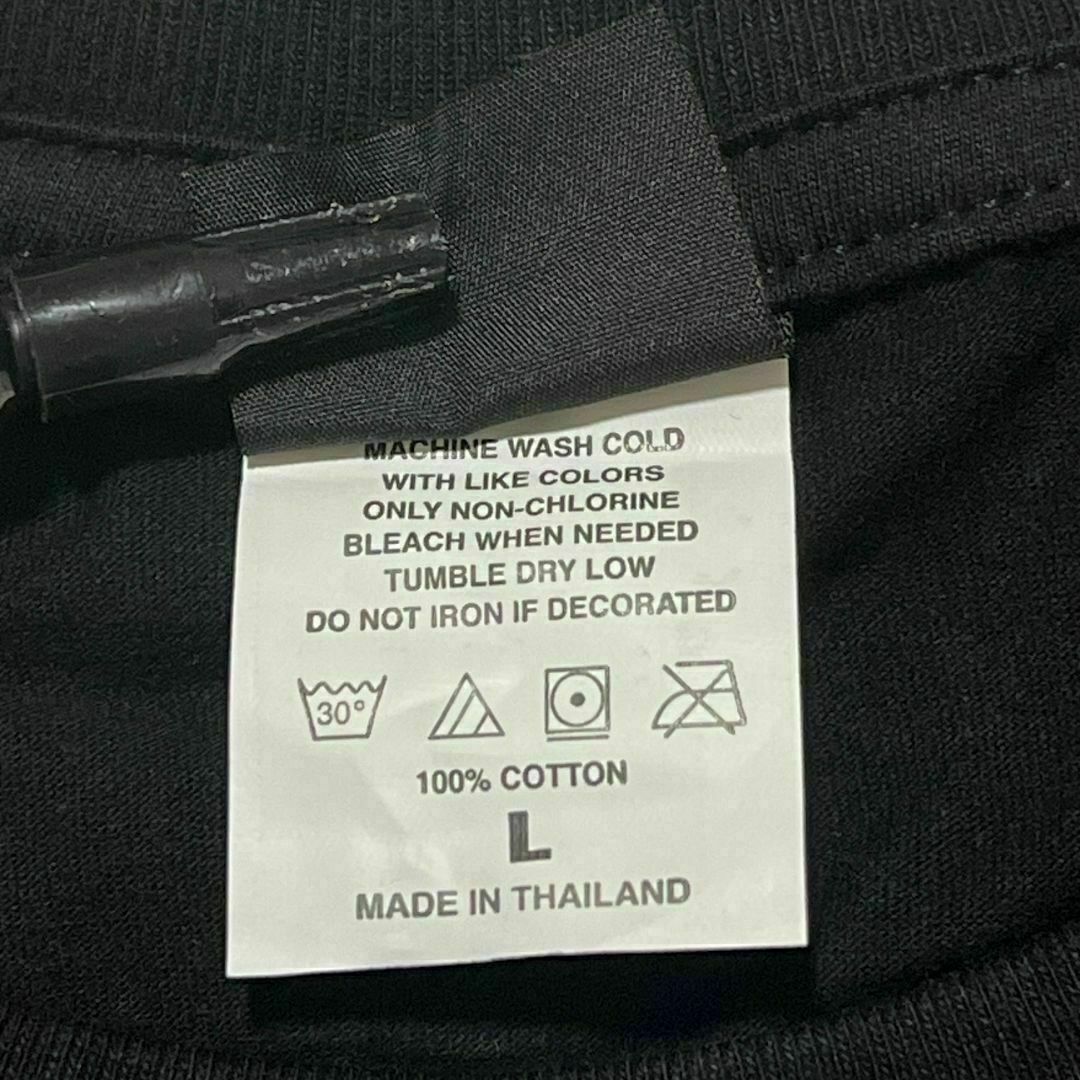 MACHINE WASH COLD
WITH LIKE COLORS
ONLY NON-CHLORINE
BLEACH WHEN NEEDED
TUMBLE DRY LOW
DO NOT IRON IF DECORATED
30°
100% COTTON
L
MADE IN THAILAND